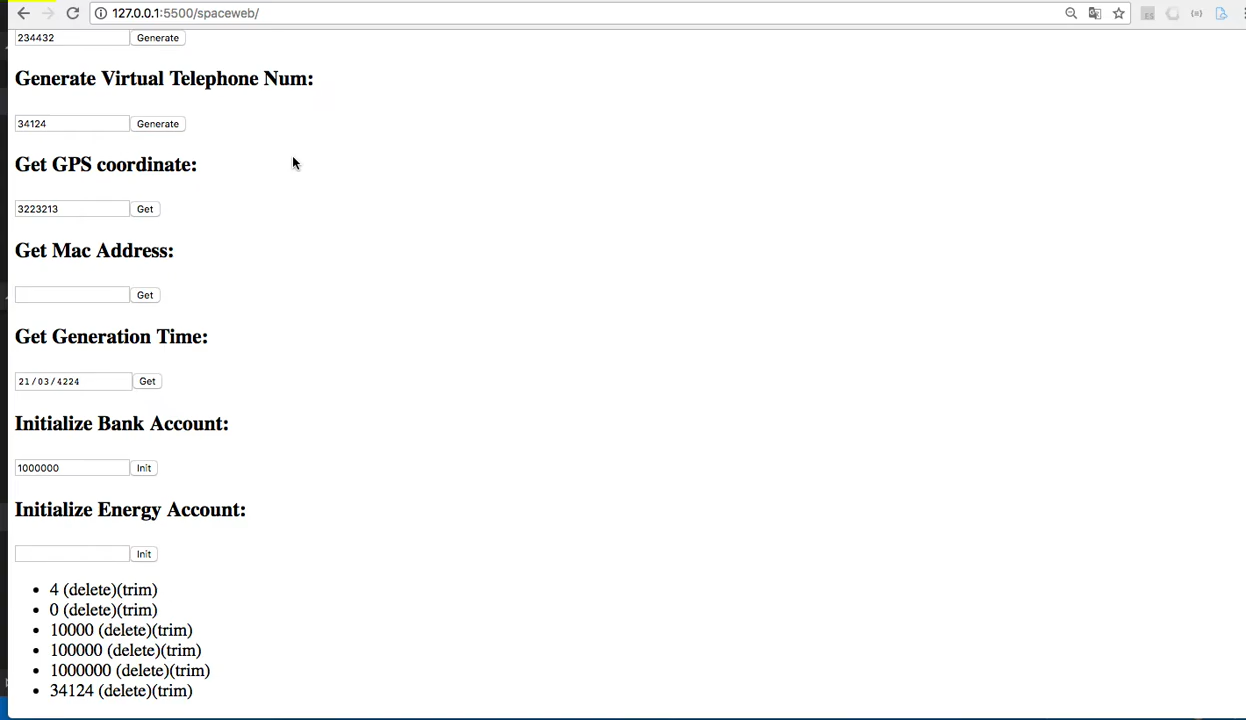 127.0.0.1:5500/spaceweb/
234432 Generate
Generate Virtual Telephone Num:
34124 Generate
Get GPS coordinate:
3223213 Get
Get Mac Address:
Get
Get Generation Time:
21/03/4224 Get
Initialize Bank Account:
1000000 Init
Initialize Energy Account:
Init
4 (delete)(trim)
0 (delete)(trim)
10000 (delete)(trim)
100000 (delete)(trim)
1000000 (delete)(trim)
34124 (delete)(trim)